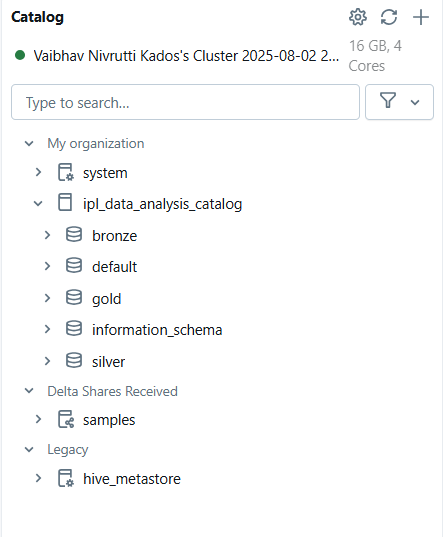 Catalog
Vaibhav Nivrutti Kados's Cluster 2025-08-02 2...
16 GB, 4
Cores
Type to search...
My organization
system
ipl_data_analysis_catalog
bronze
default
gold
information_schema
silver
Delta Shares Received
samples
Legacy
hive_metastore